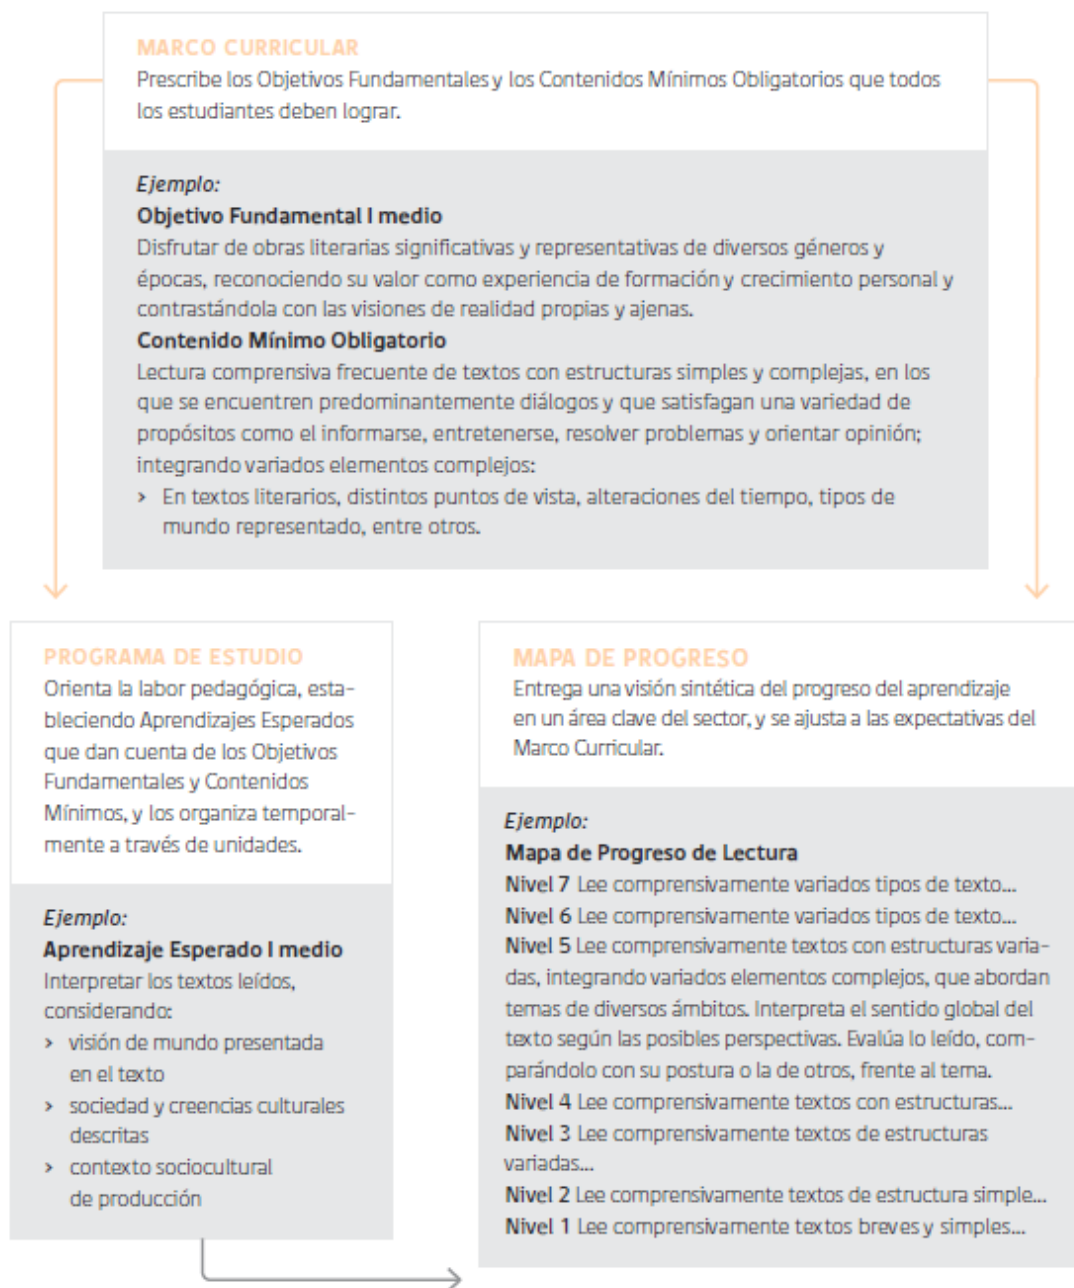 MARCO CURRICULAR
Prescribe los Objetivos Fundamentales y los Contenidos Mínimos Obligatorios que todos
los estudiantes deben lograr.
Ejemplo:
Objetivo Fundamental I medio
Disfrutar de obras literarias significativas y representativas de diversos géneros y
épocas, reconociendo su valor como experiencia de formación y crecimiento personal y
contrastándola con las visiones de realidad propias y ajenas.
Contenido Mínimo Obligatorio
Lectura comprensiva frecuente de textos con estructuras simples y complejas, en los
que se encuentren predominantemente diálogos y que satisfagan una variedad de
propósitos como el informarse, entretenerse, resolver problemas y orientar opinión;
integrando variados elementos complejos:
> En textos literarios, distintos puntos de vista, alteraciones del tiempo, tipos de
mundo representado, entre otros.
PROGRAMA DE ESTUDIO
Orienta la labor pedagógica, esta-
bleciendo Aprendizajes Esperados
que dan cuenta de los Objetivos
Fundamentales y Contenidos
Mínimos, y los organiza temporal-
mente a través de unidades.
Ejemplo:
Aprendizaje Esperado I medio
Interpretar los textos leídos,
considerando:
> visión de mundo presentada
en el texto
> sociedad y creencias culturales
descritas
> contexto sociocultural
de producción
MAPA DE PROGRESO
Entrega una visión sintética del progreso del aprendizaje
en un área clave del sector, y se ajusta a las expectativas del
Marco Curricular.
Ejemplo:
Mapa de Progreso de Lectura
Nivel 7 Lee comprensivamente variados tipos de texto...
Nivel 6 Lee comprensivamente variados tipos de texto...
Nivel 5 Lee comprensivamente textos con estructuras varia-
das, integrando variados elementos complejos, que abordan
temas de diversos ámbitos. Interpreta el sentido global del
texto según las posibles perspectivas. Evalúa lo leído, com-
parándolo con su postura o la de otros, frente al tema.
Nivel 4 Lee comprensivamente textos con estructuras...
Nivel 3 Lee comprensivamente textos de estructuras
variadas...
Nivel 2 Lee comprensivamente textos de estructura simple...
Nivel 1 Lee comprensivamente textos breves y simples...